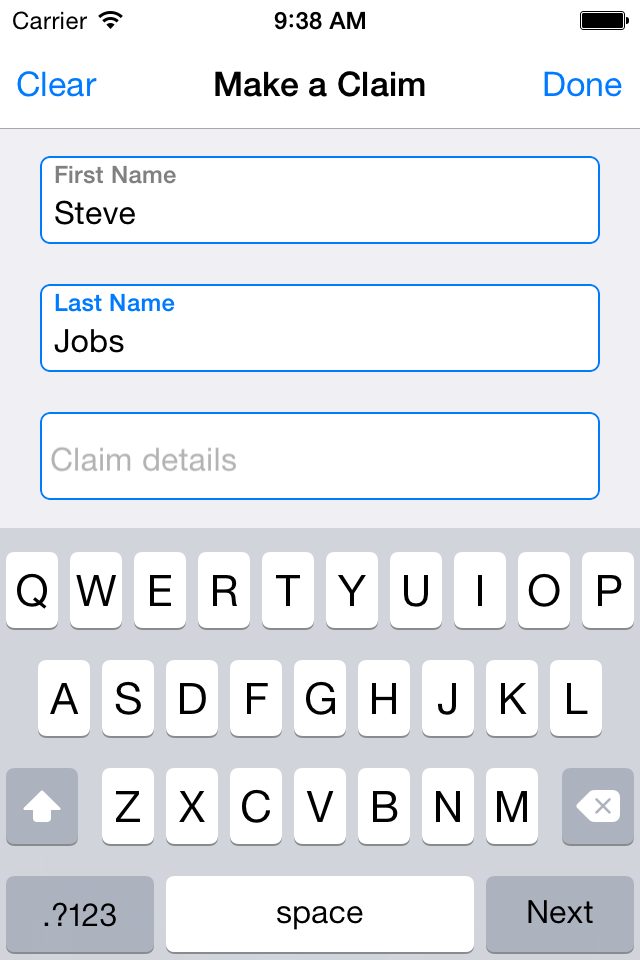 Carrier 9:38 AM
Clear Make a Claim Done
First Name
Steve
Last Name
Jobs
Claim details
Q W E R T Y U I O P
A S D F G H J K L
Z X C V B N M
.?123 space Next